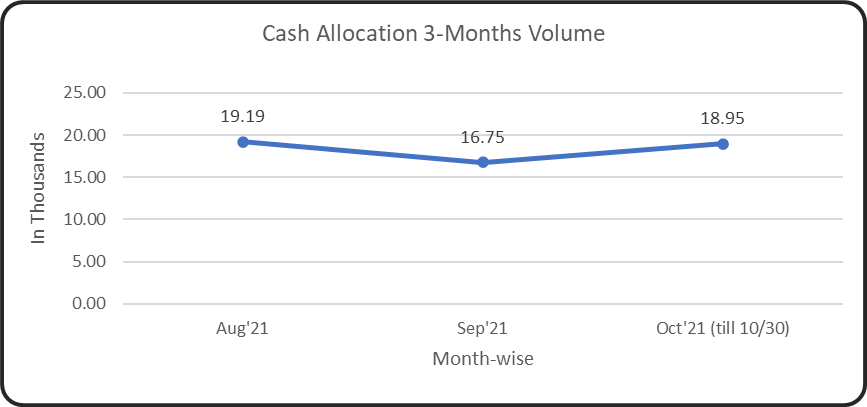 Cash Allocation 3-Months Volume
In Thousands
25.00
20.00
15.00
10.00
5.00
0.00
19.19
16.75
18.95
Aug'21
Sep'21
Oct'21 (till 10/30)
Month-wise